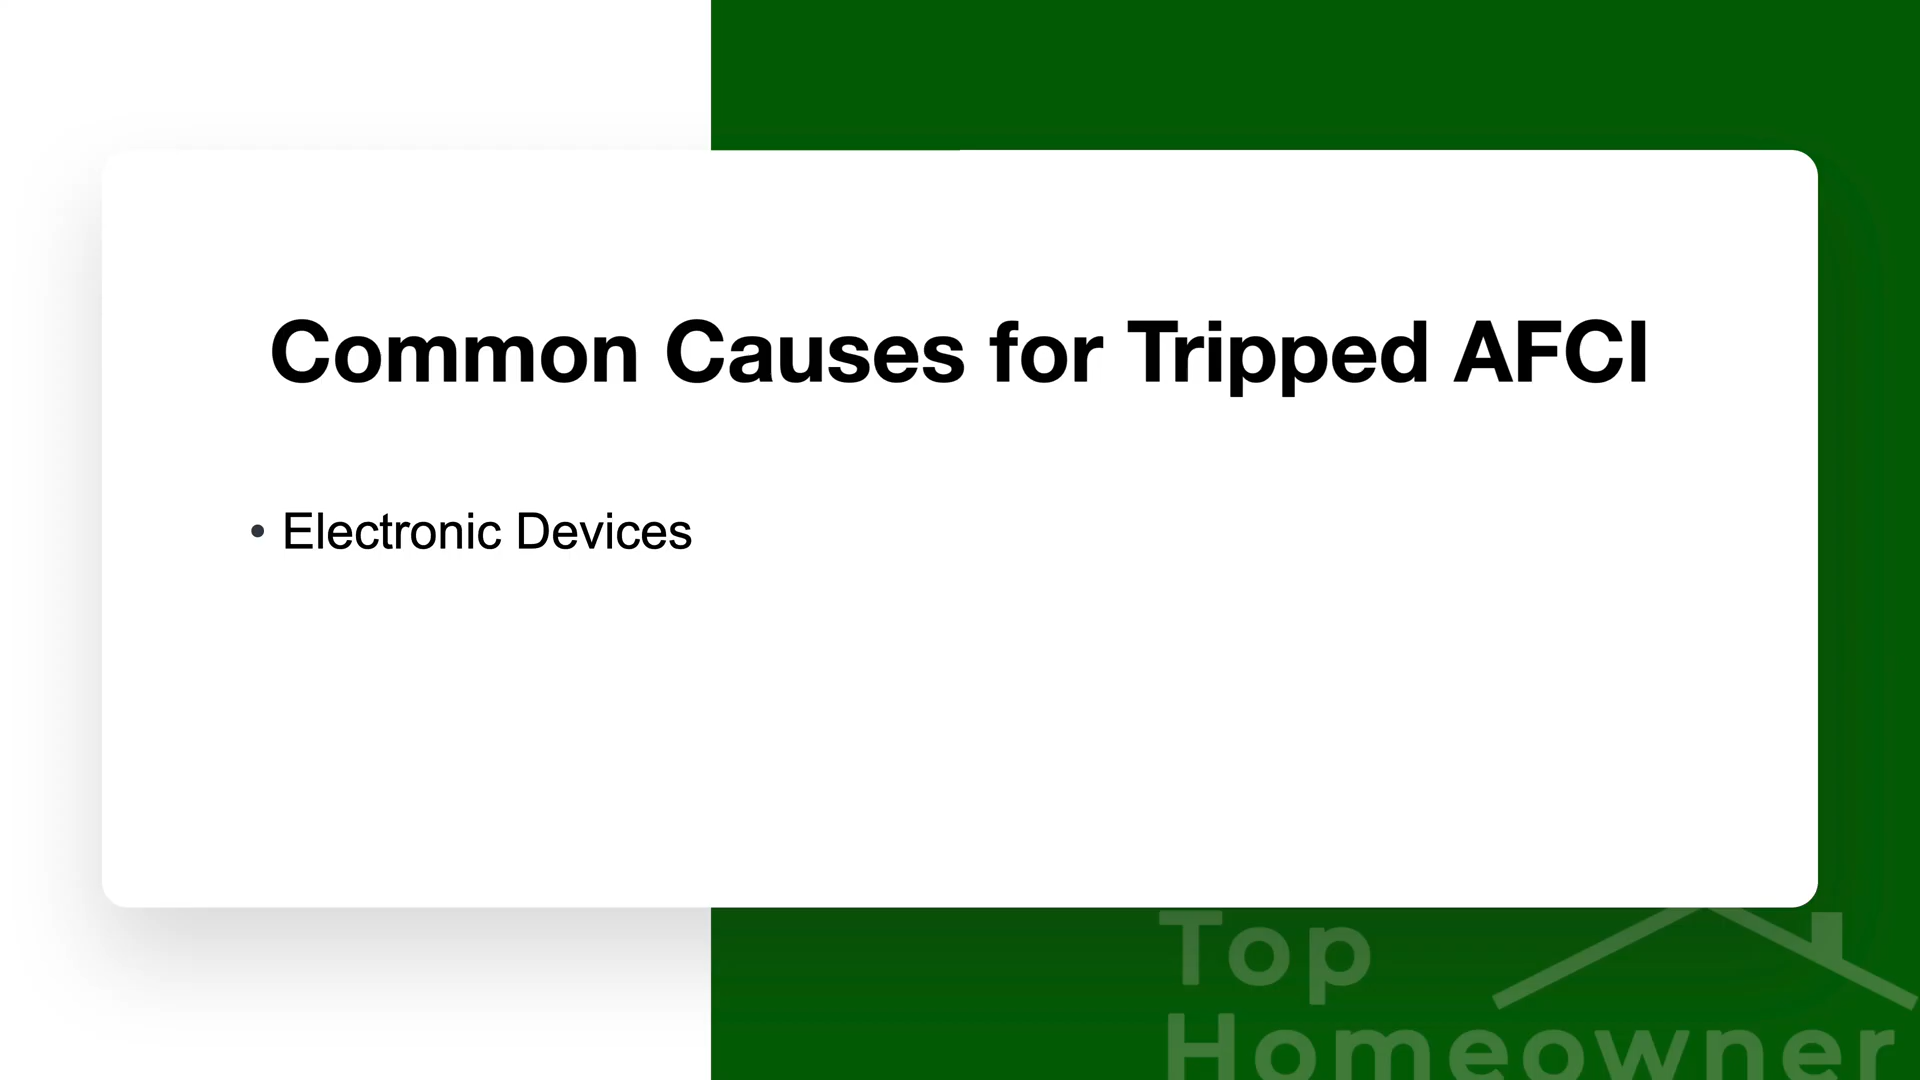 Common Causes for Tripped AFCI
• Electronic Devices
Top
Homeowner